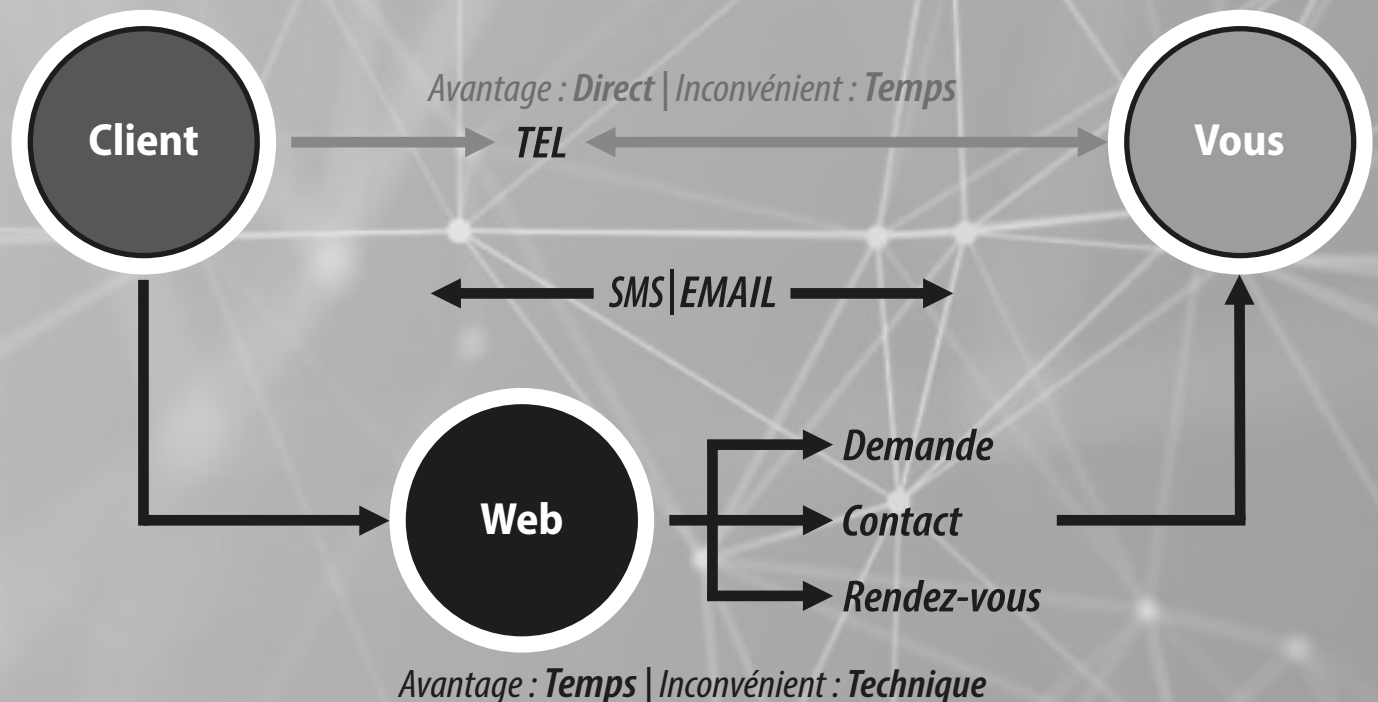 Avantage : Direct | Inconvénient : Temps
Client
TEL
Vous
SMS|EMAIL
Demande
Web
Contact
Rendez-vous
Avantage : Temps | Inconvénient : Technique